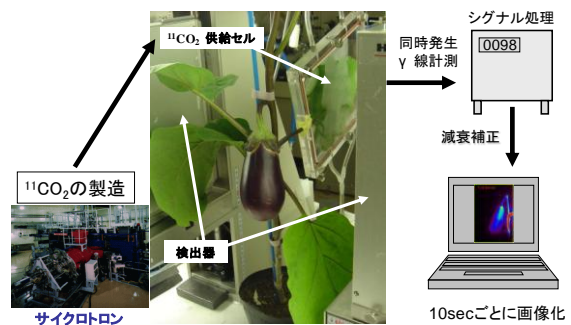 シグナル処理
¹¹CO₂ 供給セル
同時発生
γ 線計測
0098
減衰補正
¹¹CO₂の製造
検出器
サイクロトロン
10secごとに画像化